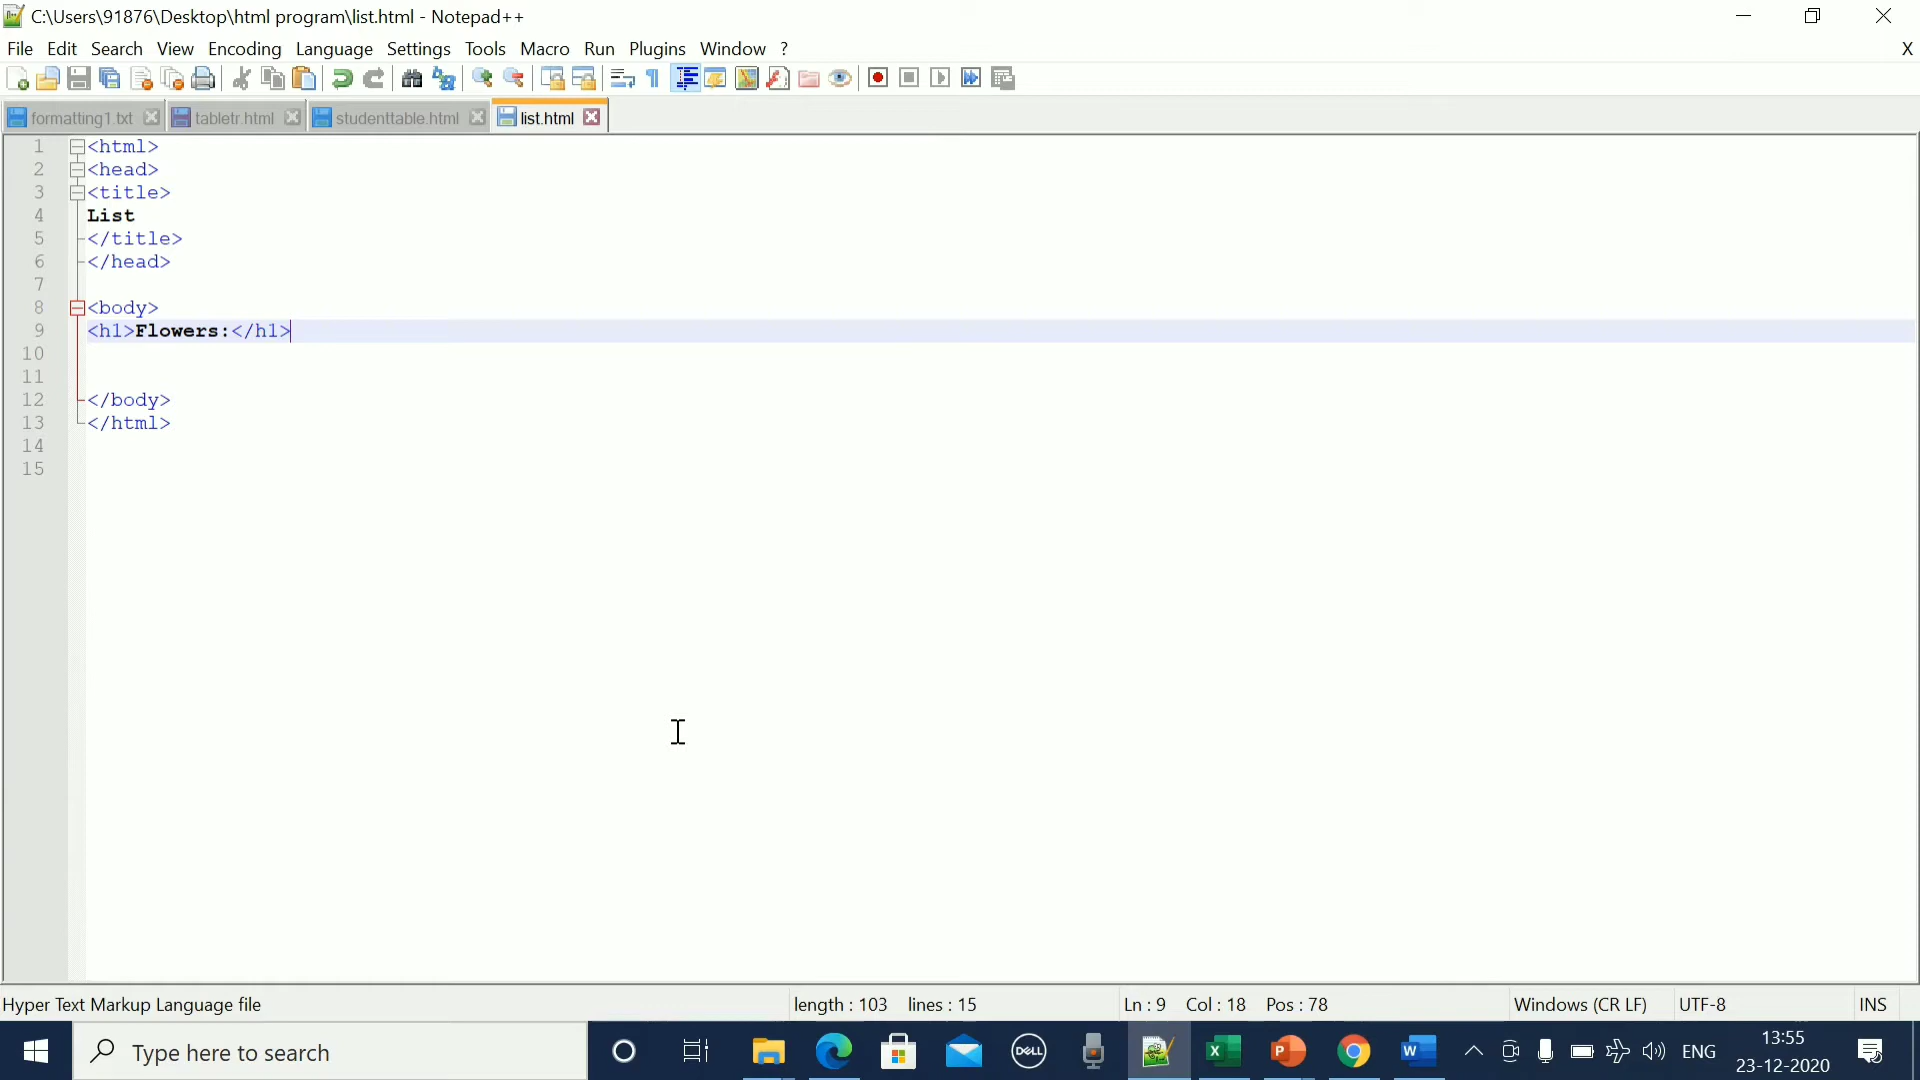 C:\Users\91876\Desktop\html program\list.html - Notepad++
File Edit Search View Encoding Language Settings Tools Macro Run Plugins Window ? X
formatting1.txt tabletr.html studenttable.html list.html
1 <html>
2 <head>
3 <title>
4 List
5 </title>
6 </head>
7
8 <body>
9 <h1>Flowers:</h1>
10
11
12 </body>
13 </html>
14
15
Hyper Text Markup Language file length : 103 lines : 15 Ln : 9 Col : 18 Pos : 78 Windows (CR LF) UTF-8 INS
Type here to search DELL X P W ENG 13:55
23-12-2020